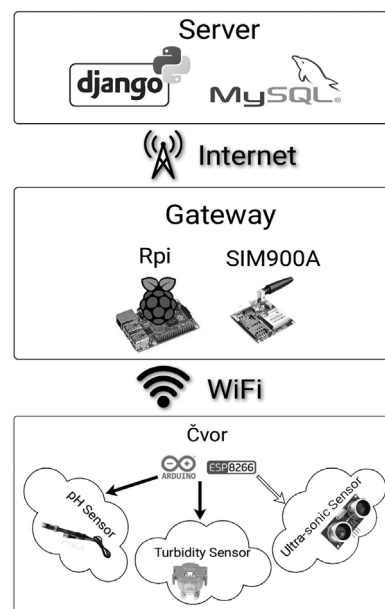 Server
django
MySQL®
Internet
Gateway
Rpi
SIM900A
WiFi
Čvor
ARDUINO
ESP8266
pH Sensor
Turbidity Sensor
Ultra-sonic Sensor